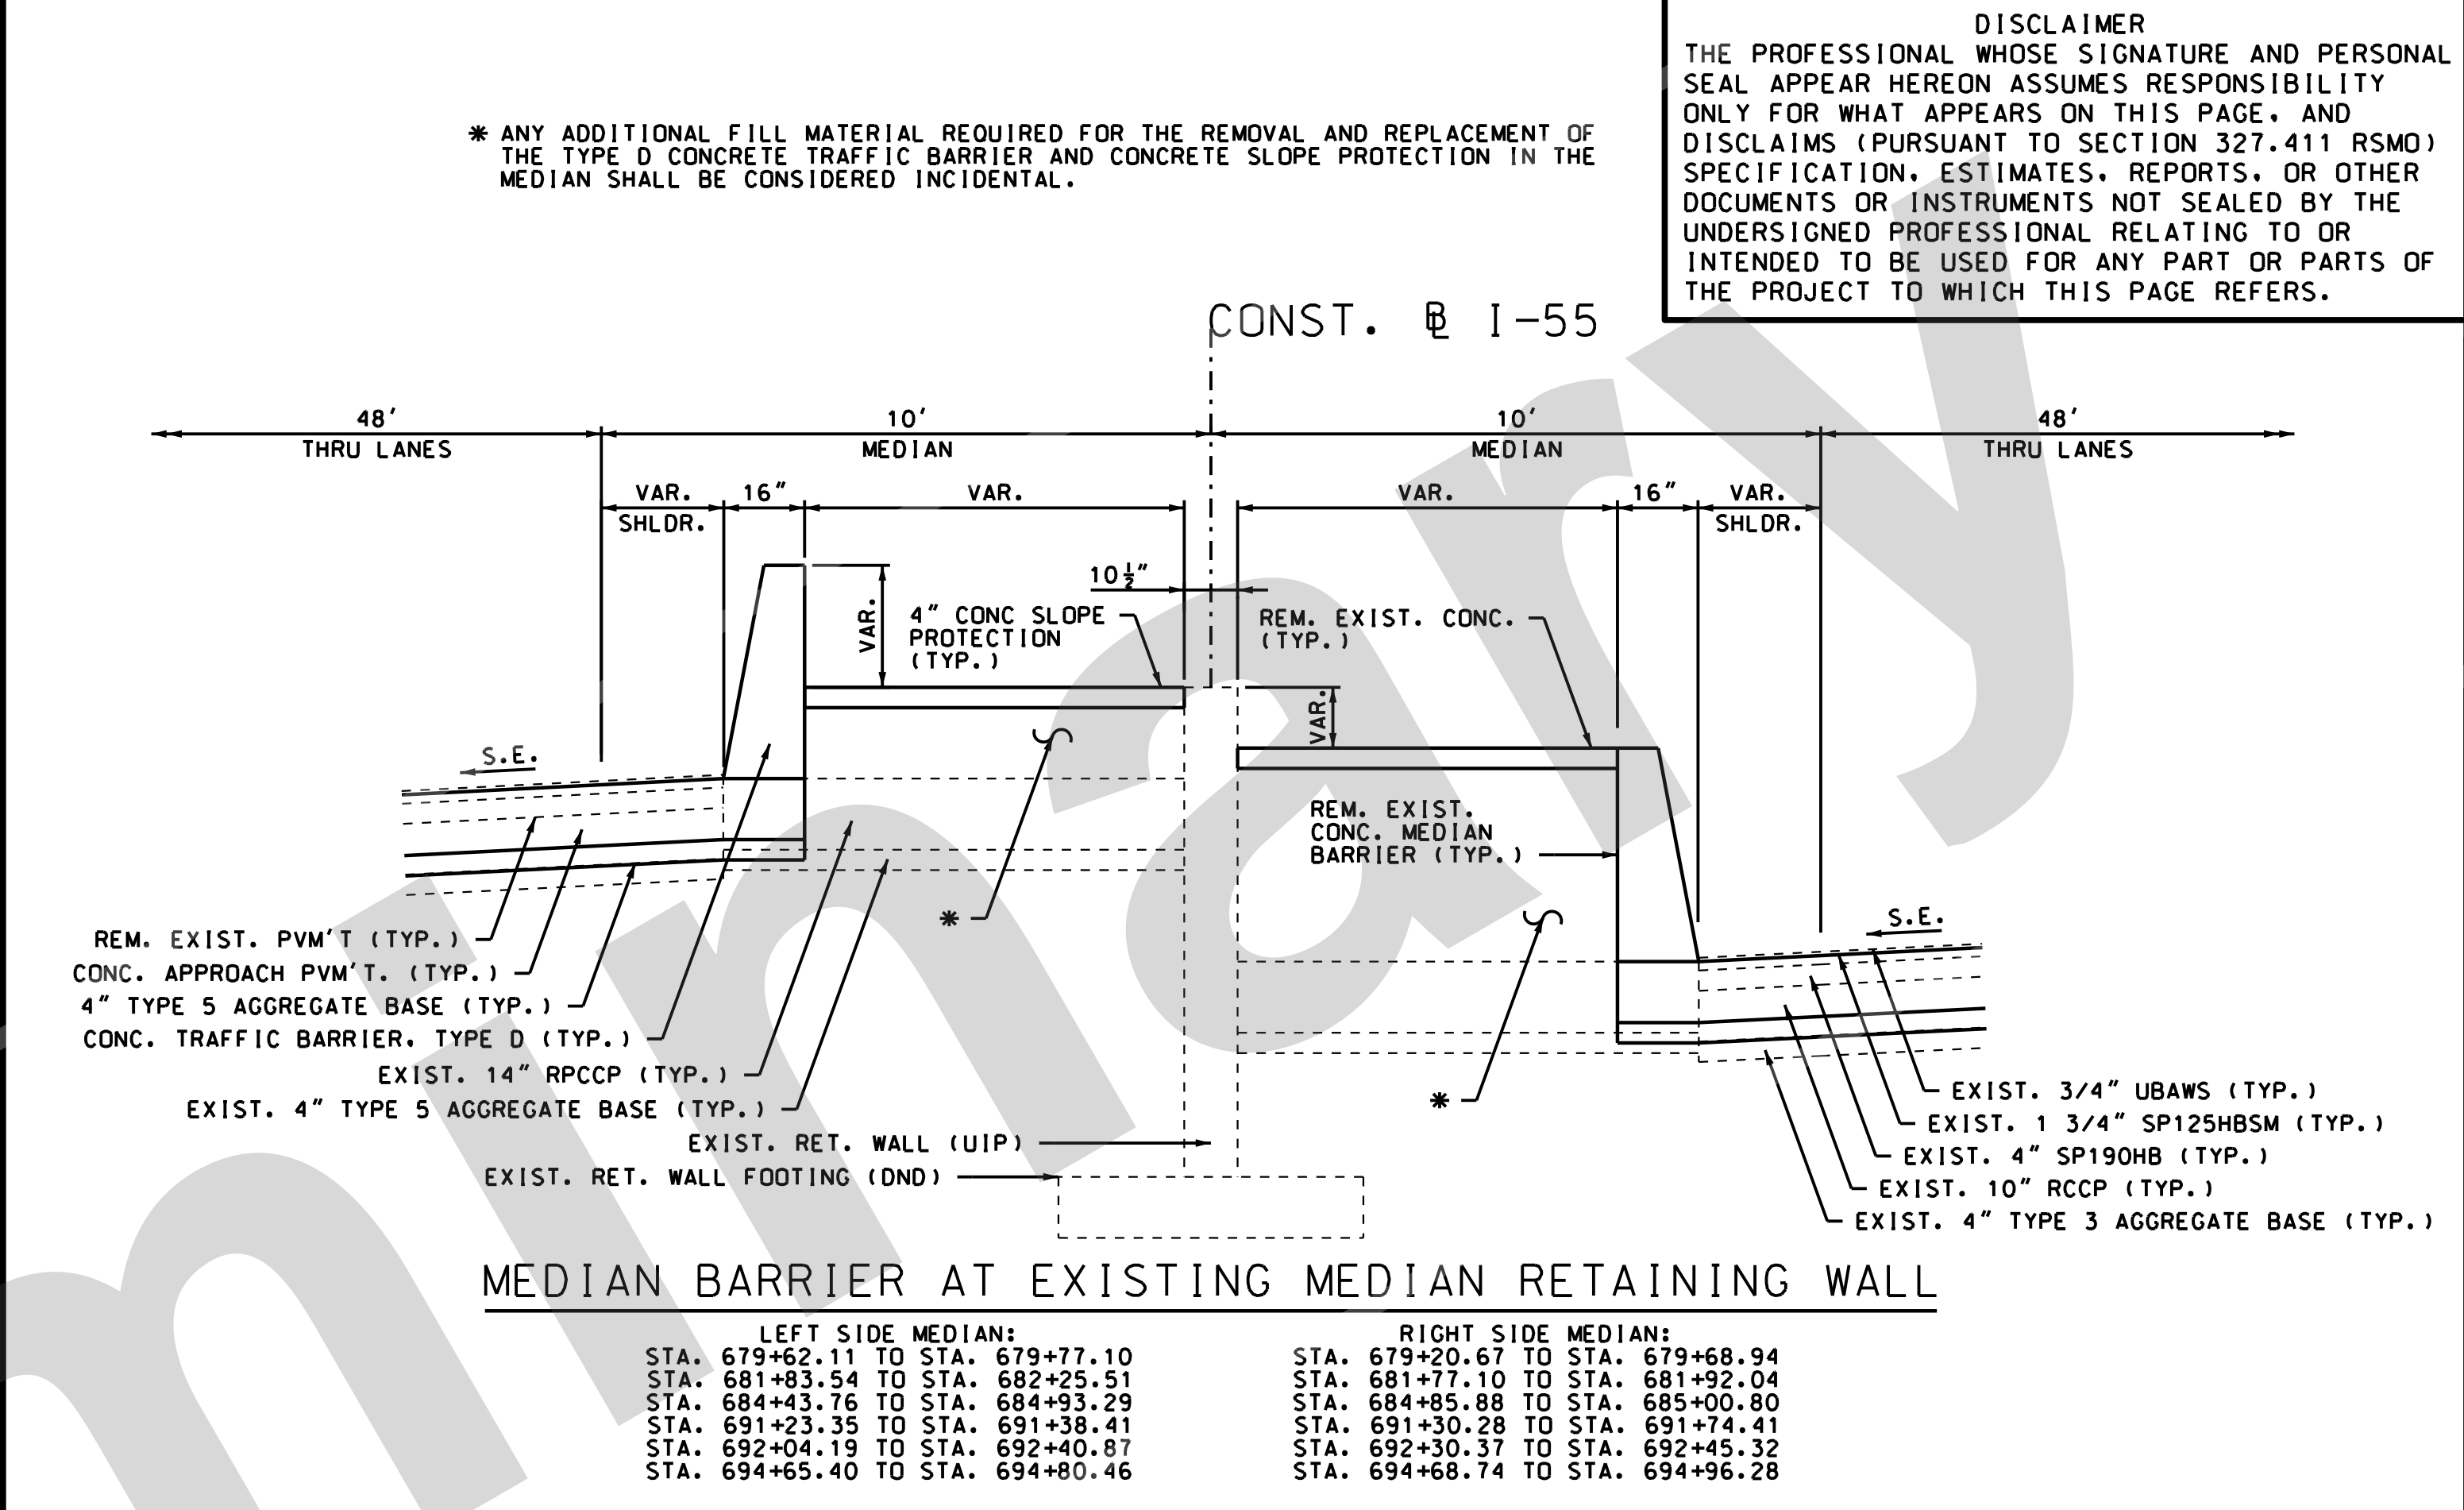 DISCLAIMER
THE PROFESSIONAL WHOSE SIGNATURE AND PERSONAL
SEAL APPEAR HEREON ASSUMES RESPONSIBILITY
ONLY FOR WHAT APPEARS ON THIS PAGE, AND
DISCLAIMS (PURSUANT TO SECTION 327.411 RSMO)
SPECIFICATION, ESTIMATES, REPORTS, OR OTHER
DOCUMENTS OR INSTRUMENTS NOT SEALED BY THE
UNDERSIGNED PROFESSIONAL RELATING TO OR
INTENDED TO BE USED FOR ANY PART OR PARTS OF
THE PROJECT TO WHICH THIS PAGE REFERS.
* ANY ADDITIONAL FILL MATERIAL REQUIRED FOR THE REMOVAL AND REPLACEMENT OF
THE TYPE D CONCRETE TRAFFIC BARRIER AND CONCRETE SLOPE PROTECTION IN THE
MEDIAN SHALL BE CONSIDERED INCIDENTAL.
CONST. BL I-55
48' 10' 10' 48'
THRU LANES MEDIAN MEDIAN THRU LANES
VAR. 16" VAR. VAR. 16" VAR.
SHLDR. SHLDR.
10 1/2"
VAR.
4" CONC SLOPE
PROTECTION
(TYP.)
REM. EXIST. CONC.
(TYP.)
VAR.
S.E.
REM. EXIST.
CONC. MEDIAN
BARRIER (TYP.)
*
S.E.
REM. EXIST. PVM'T (TYP.)
CONC. APPROACH PVM'T. (TYP.)
4" TYPE 5 AGGREGATE BASE (TYP.)
CONC. TRAFFIC BARRIER, TYPE D (TYP.)
EXIST. 14" RPCCP (TYP.)
EXIST. 4" TYPE 5 AGGREGATE BASE (TYP.)
EXIST. RET. WALL (UIP)
EXIST. RET. WALL FOOTING (DND)
*
EXIST. 3/4" UBAWS (TYP.)
EXIST. 1 3/4" SP125HBSM (TYP.)
EXIST. 4" SP190HB (TYP.)
EXIST. 10" RCCP (TYP.)
EXIST. 4" TYPE 3 AGGREGATE BASE (TYP.)
MEDIAN BARRIER AT EXISTING MEDIAN RETAINING WALL
LEFT SIDE MEDIAN:
STA. 679+62.11 TO STA. 679+77.10
STA. 681+83.54 TO STA. 682+25.51
STA. 684+43.76 TO STA. 684+93.29
STA. 691+23.35 TO STA. 691+38.41
STA. 692+04.19 TO STA. 692+40.87
STA. 694+65.40 TO STA. 694+80.46
RIGHT SIDE MEDIAN:
STA. 679+20.67 TO STA. 679+68.94
STA. 681+77.10 TO STA. 681+92.04
STA. 684+85.88 TO STA. 685+00.80
STA. 691+30.28 TO STA. 691+74.41
STA. 692+30.37 TO STA. 692+45.32
STA. 694+68.74 TO STA. 694+96.28
minary